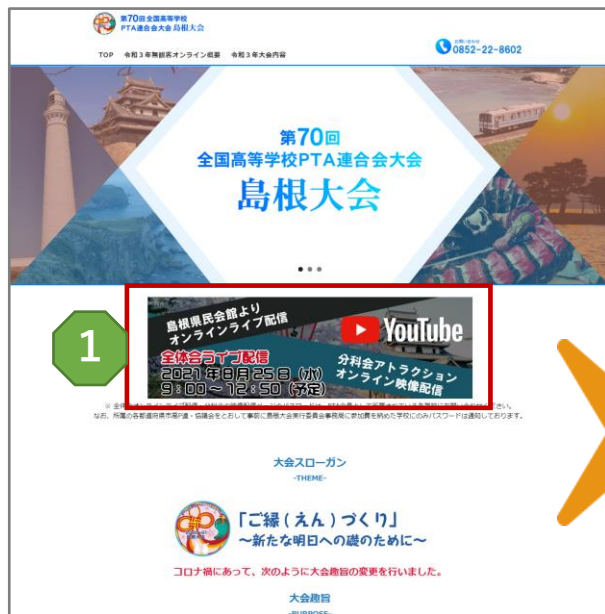 第70回全国高等学校
PTA連合会大会島根大会
お問い合わせ
0852-22-8602
TOP 令和3年無観客オンライン概要 令和3年大会内容
第70回
全国高等学校PTA連合会大会
島根大会
1
島根県民会館より
オンラインライブ配信
YouTube
全体会ライブ配信
2021年8月25日(水)
9:00～12:50(予定)
分科会アトラクション
オンライン映像配信
なお、所属の各都道府県市高P連・協議会をとおして事前に島根大会実行委員会事務局に参加費を納めた学校にのみパスワードは通知しております。
大会スローガン
-THEME-
「ご縁(えん)づくり」
～新たな明日への礎のために～
コロナ禍にあって、次のように大会趣旨の変更を行いました。
大会趣旨
-PURPOSE-